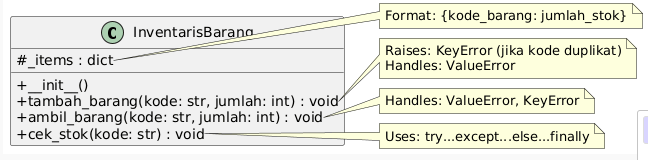 C InventarisBarang
#_items : dict
+__init__()
+tambah_barang(kode: str, jumlah: int) : void
+ambil_barang(kode: str, jumlah: int) : void
+cek_stok(kode: str) : void
Format: {kode_barang: jumlah_stok}
Raises: KeyError (jika kode duplikat)
Handles: ValueError
Handles: ValueError, KeyError
Uses: try...except...else...finally